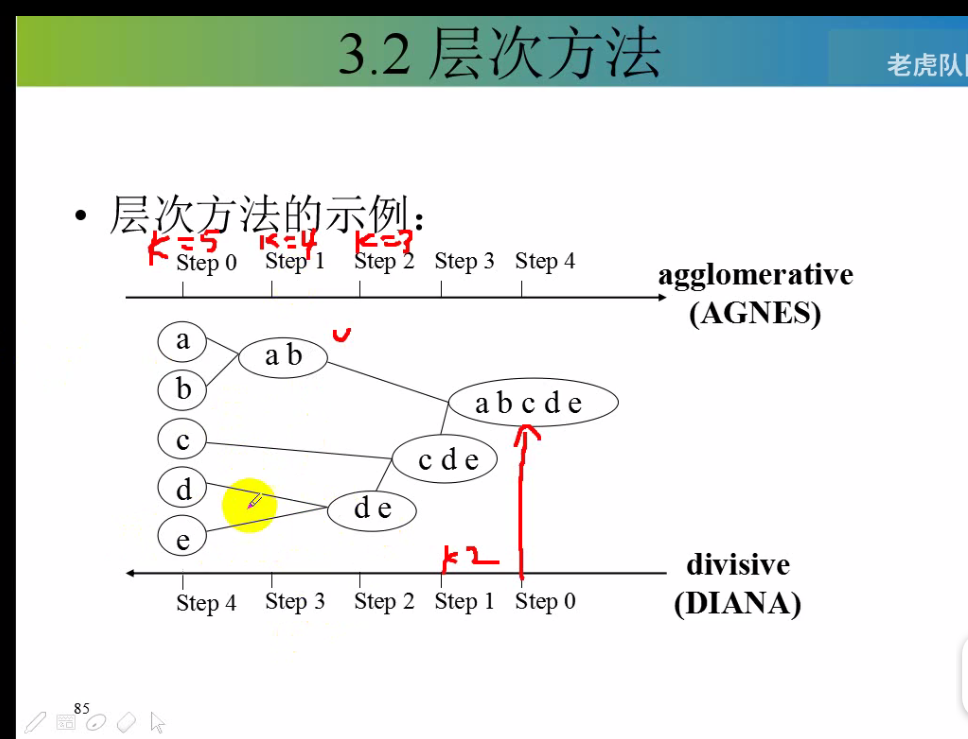 3.2 层次方法
老虎队
• 层次方法的示例：
K=5 K=4 K=3
Step 0 Step 1 Step 2 Step 3 Step 4
agglomerative
(AGNES)
a
a b
b
a b c d e
c
c d e
d
d e
e
k2
divisive
(DIANA)
Step 4 Step 3 Step 2 Step 1 Step 0
85